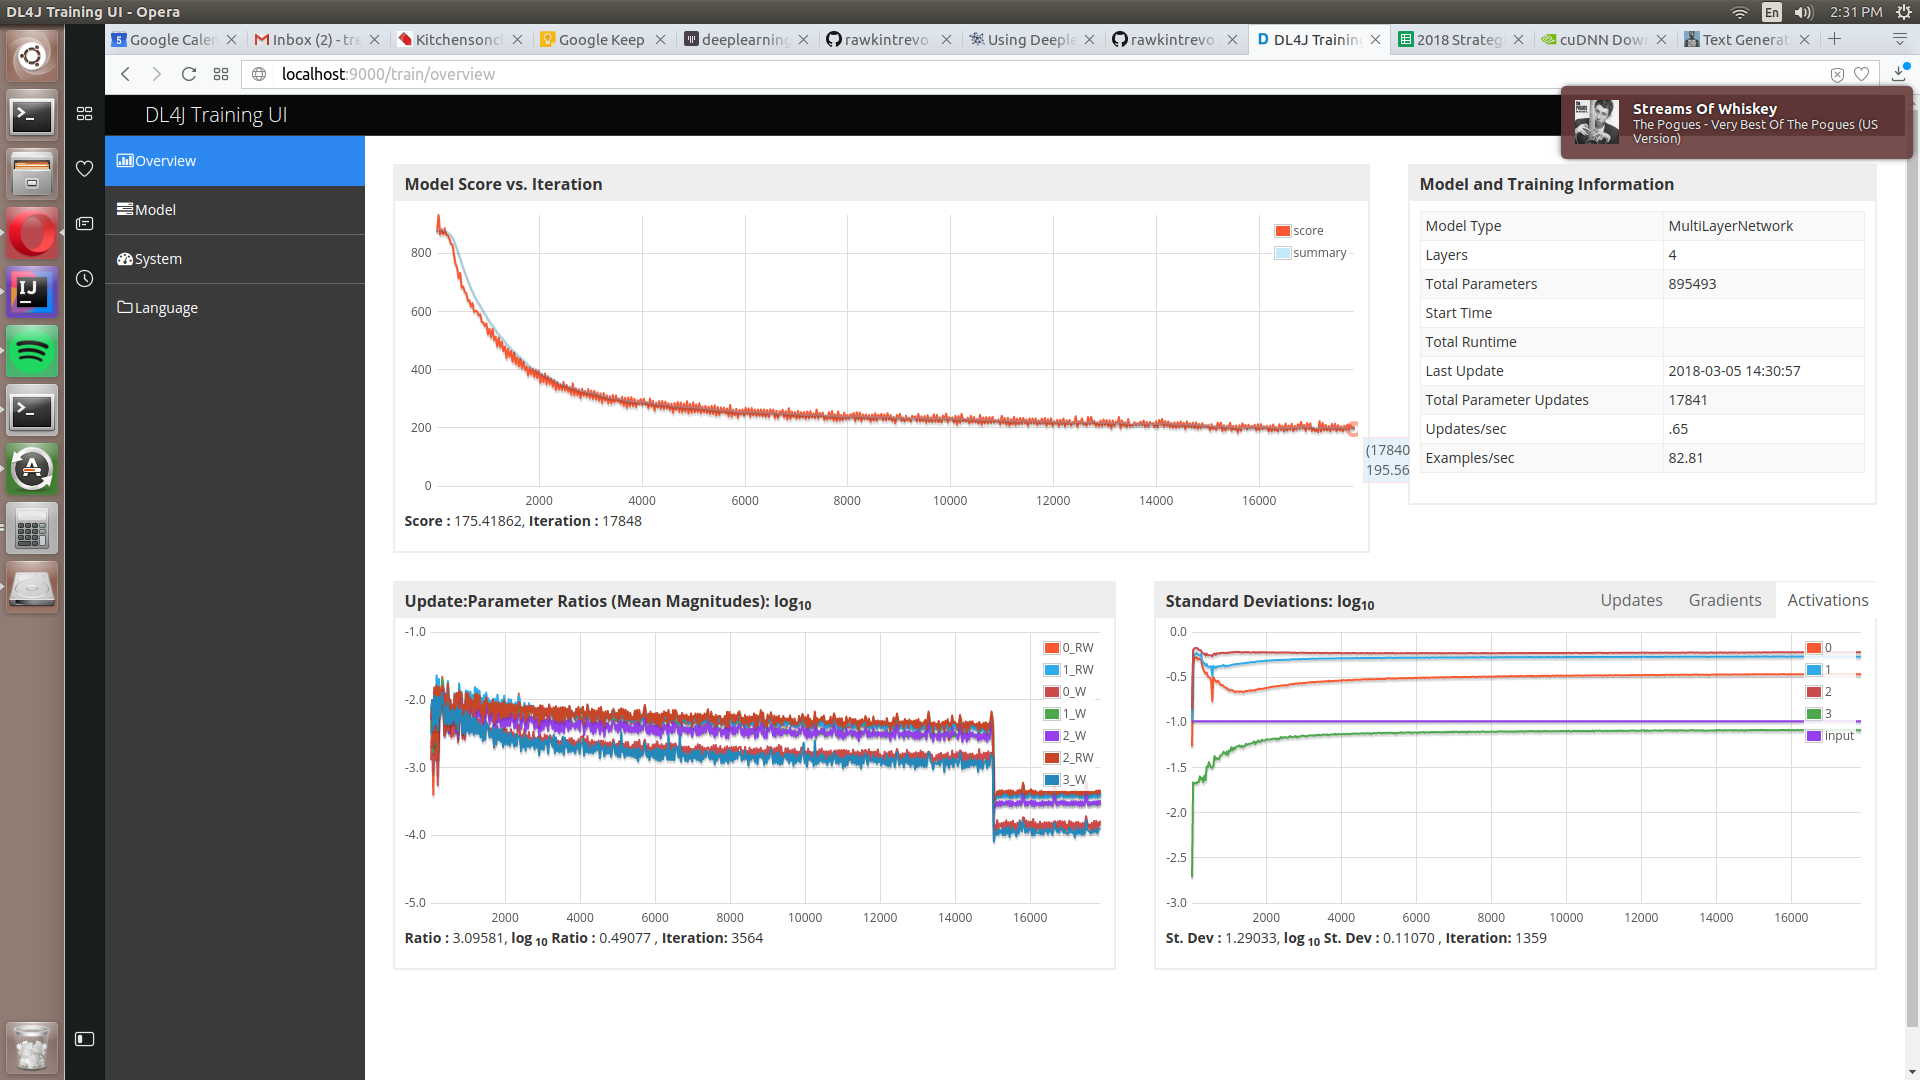 DL4J Training UI - Opera
En
2:31 PM
Google Calen
Inbox (2) - tre
Kitchensoncl
Google Keep
deeplearning
rawkintrevo
Using Deeple
rawkintrevo
DL4J Training
2018 Strateg
cuDNN Down
Text Generat
localhost:9000/train/overview
DL4J Training UI
Streams Of Whiskey
The Pogues - Very Best Of The Pogues (US
Version)
Overview
Model
System
Language
Model Score vs. Iteration
800
600
400
200
0
2000
4000
6000
8000
10000
12000
14000
16000
score
summary
(17840
195.56
Score : 175.41862, Iteration : 17848
Model and Training Information
Model Type MultiLayerNetwork
Layers 4
Total Parameters 895493
Start Time
Total Runtime
Last Update 2018-03-05 14:30:57
Total Parameter Updates 17841
Updates/sec .65
Examples/sec 82.81
Update:Parameter Ratios (Mean Magnitudes): log10
-1.0
-2.0
-3.0
-4.0
-5.0
2000
4000
6000
8000
10000
12000
14000
16000
0_RW
1_RW
0_W
1_W
2_W
2_RW
3_W
Ratio : 3.09581, log 10 Ratio : 0.49077 , Iteration: 3564
Standard Deviations: log10
Updates
Gradients
Activations
0.0
-0.5
-1.0
-1.5
-2.0
-2.5
-3.0
2000
4000
6000
8000
10000
12000
14000
16000
0
1
2
3
input
St. Dev : 1.29033, log 10 St. Dev : 0.11070 , Iteration: 1359